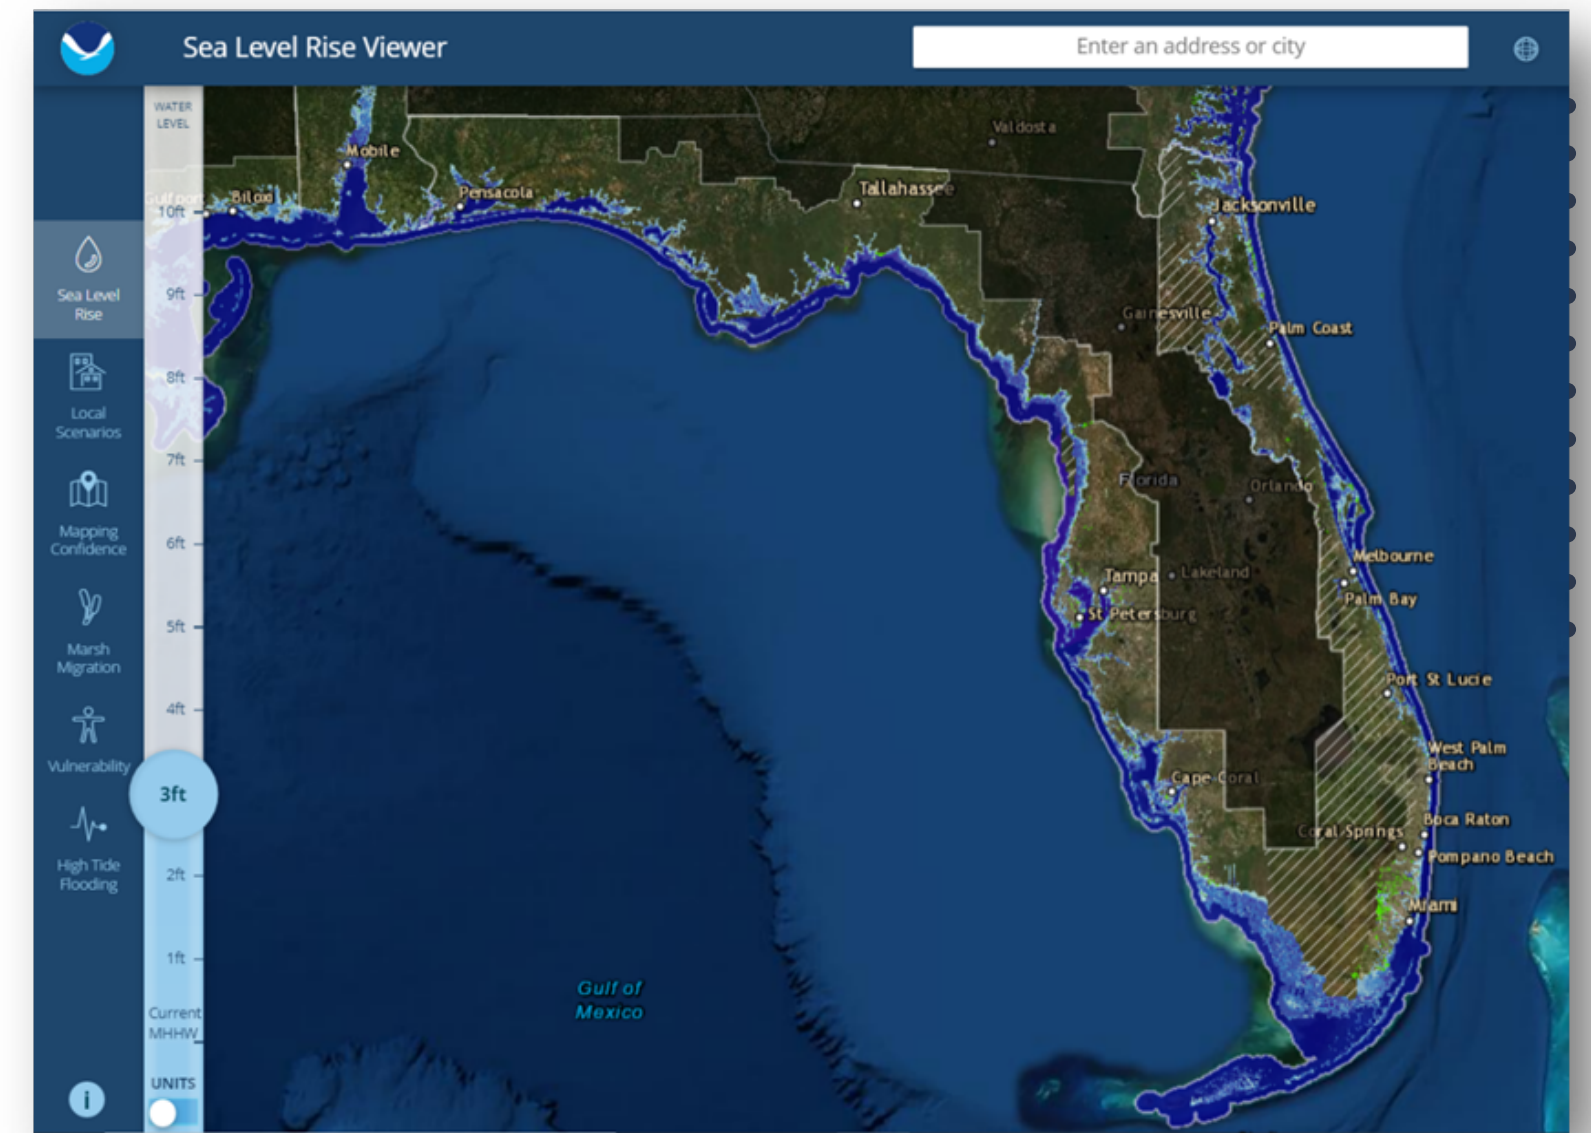 Sea Level Rise Viewer
Enter an address or city
WATER
LEVEL
10ft
9ft
8ft
7ft
6ft
5ft
4ft
3ft
2ft
1ft
Current
MHHW
UNITS
Sea Level
Rise
Local
Scenarios
Mapping
Confidence
Marsh
Migration
Vulnerability
High Tide
Flooding
i
Valdosta
Mobile
Gulfport
Biloxi
Pensacola
Tallahassee
Jacksonville
Gainesville
Palm Coast
Florida
Orlando
Melbourne
Tampa
Lakeland
Palm Bay
St Petersburg
Port St Lucie
West Palm
Beach
Cape Coral
Boca Raton
Coral Springs
Pompano Beach
Miami
Gulf of
Mexico